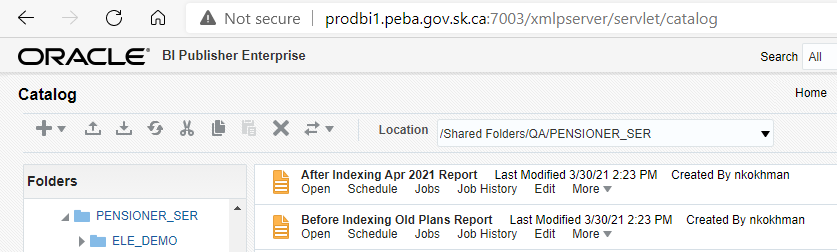 Not secure | prodbi1.peba.gov.sk.ca:7003/xmlpserver/servlet/catalog
ORACLE BI Publisher Enterprise
Search All
Catalog
Home
Location /Shared Folders/QA/PENSIONER_SER
Folders
PENSIONER_SER
ELE_DEMO
After Indexing Apr 2021 Report Last Modified 3/30/21 2:23 PM Created By nkokhman
Open Schedule Jobs Job History Edit More
Before Indexing Old Plans Report Last Modified 3/30/21 2:23 PM Created By nkokhman
Open Schedule Jobs Job History Edit More